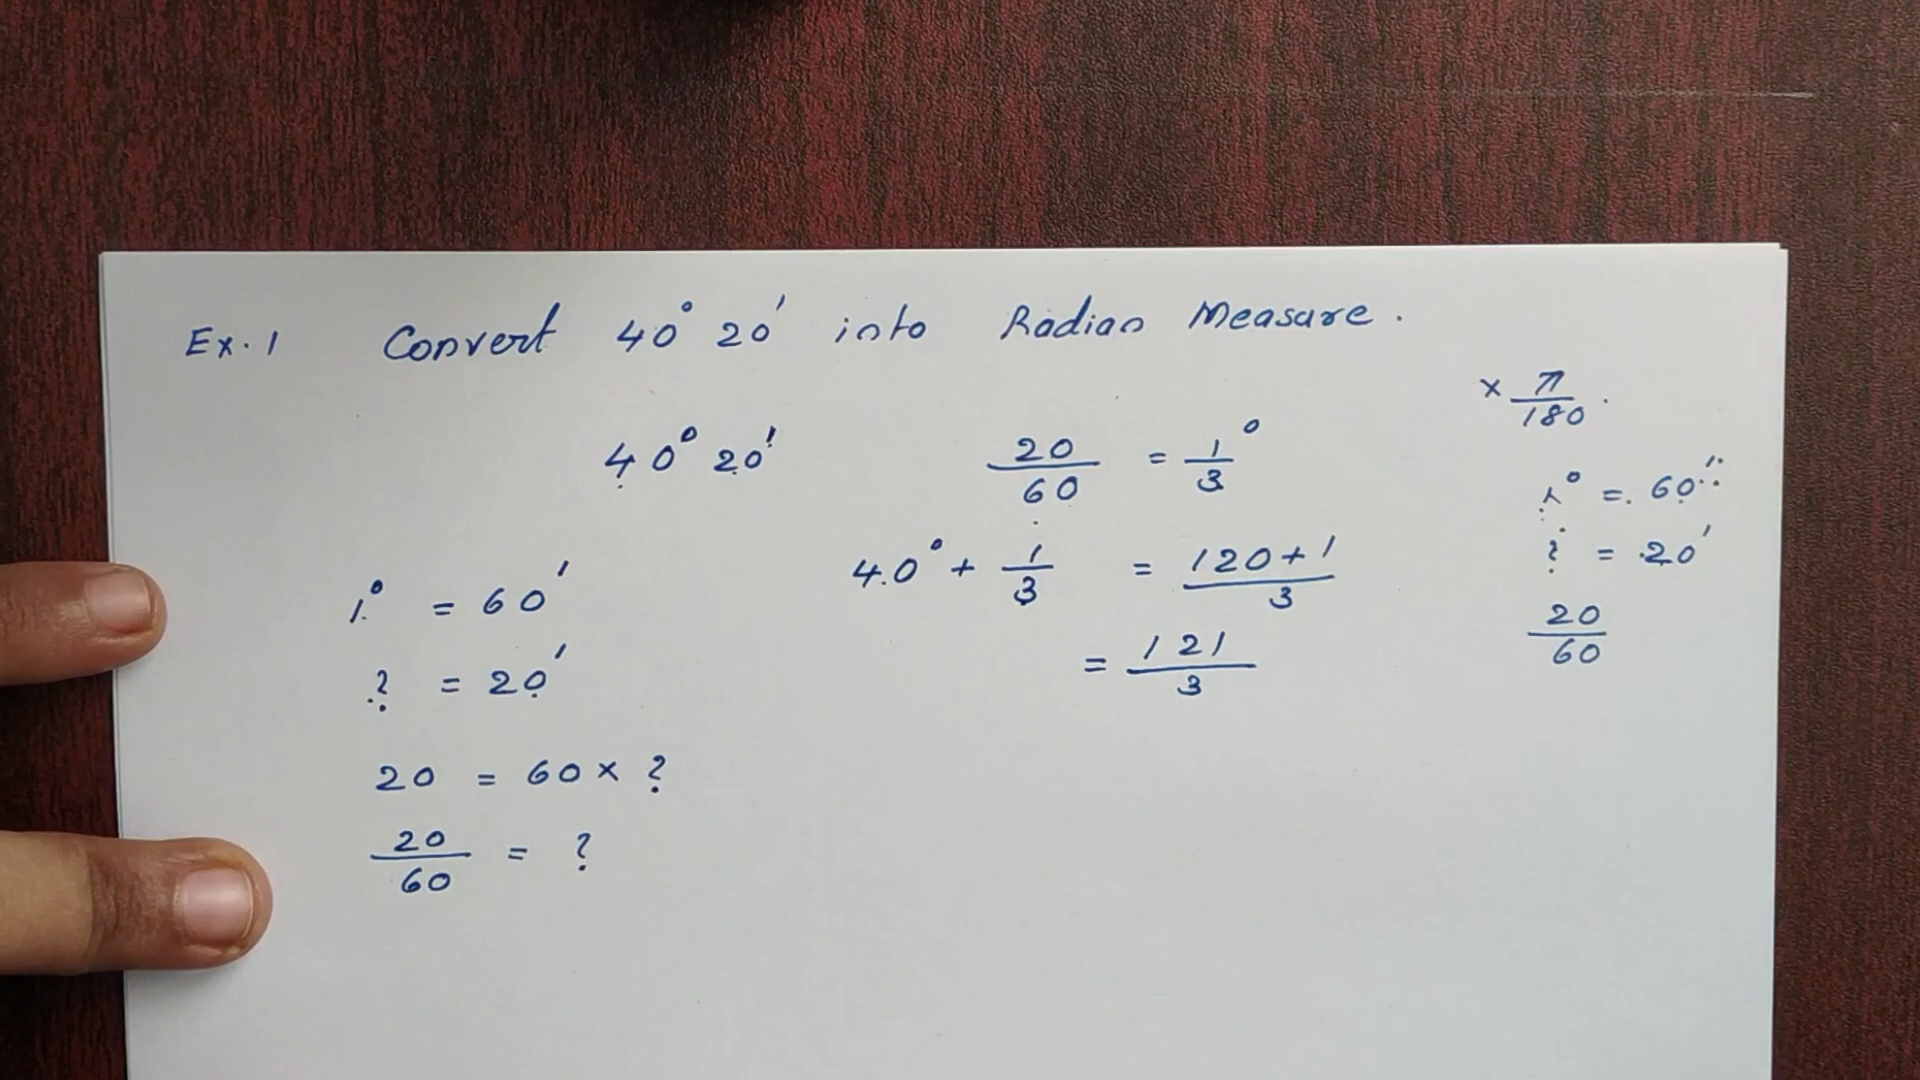 Ex. 1 Convert 40° 20' into Radian Measure.
× π/180.
40° 20'
20/60 = 1/3°
1° = 60'
? = 20'
20/60
40° + 1/3 = 120+1/3
= 121/3
1° = 60'
? = 20'
20 = 60 × ?
20/60 = ?